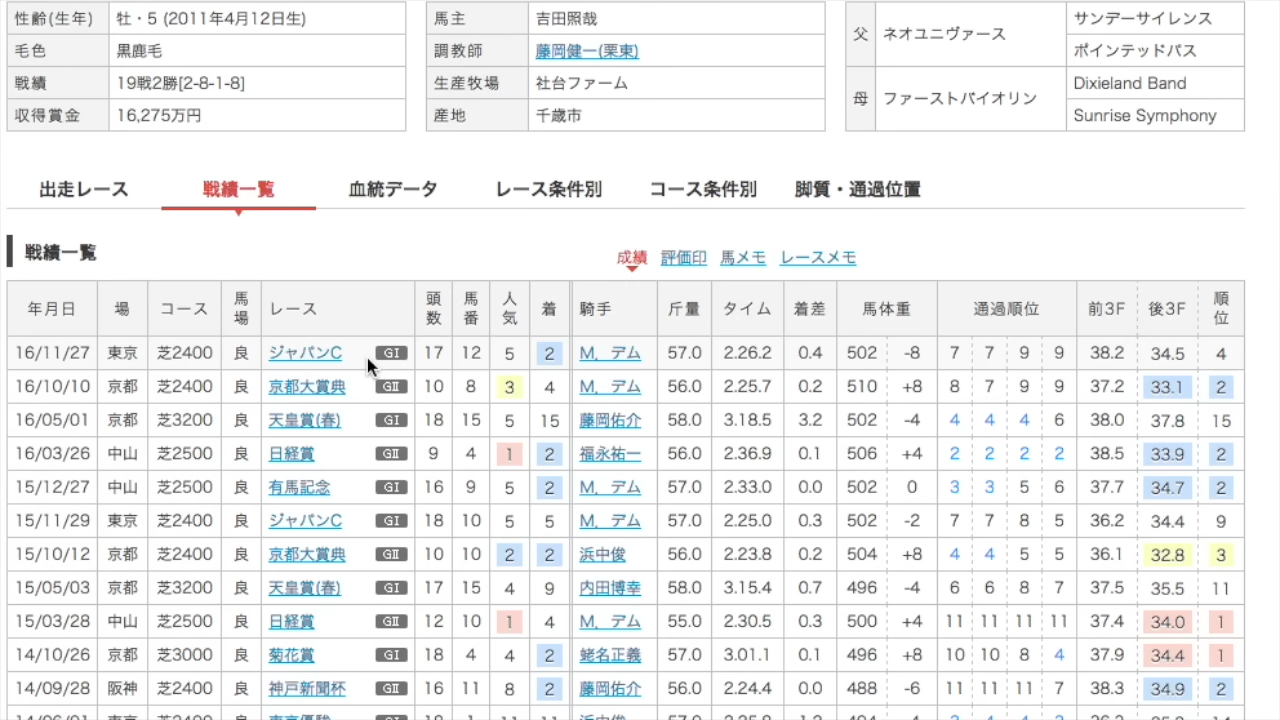 性齢(生年) 牡・5 (2011年4月12日生) 馬主 吉田照哉 父 ネオユニヴァース サンデーサイレンス
毛色 黒鹿毛 調教師 藤岡健一(栗東) ポインテッドパス
戦績 19戦2勝[2-8-1-8] 生産牧場 社台ファーム 母 ファーストバイオリン Dixieland Band
収得賞金 16,275万円 産地 千歳市 Sunrise Symphony
出走レース 戦績一覧 血統データ レース条件別 コース条件別 脚質・通過位置
戦績一覧 成績 評価印 馬メモ レースメモ
年月日 場 コース 馬場 レース 頭数 馬番 人気 着 騎手 斤量 タイム 着差 馬体重 通過順位 前3F 後3F 順位
16/11/27 東京 芝2400 良 ジャパンC GI 17 12 5 2 M．デム 57.0 2.26.2 0.4 502 -8 7 7 9 9 38.2 34.5 4
16/10/10 京都 芝2400 良 京都大賞典 GII 10 8 3 4 M．デム 56.0 2.25.7 0.2 510 +8 8 7 9 9 37.2 33.1 2
16/05/01 京都 芝3200 良 天皇賞(春) GI 18 15 5 15 藤岡佑介 58.0 3.18.5 3.2 502 -4 4 4 4 6 38.0 37.8 15
16/03/26 中山 芝2500 良 日経賞 GII 9 4 1 2 福永祐一 56.0 2.36.9 0.1 506 +4 2 2 2 2 38.5 33.9 2
15/12/27 中山 芝2500 良 有馬記念 GI 16 9 5 2 M．デム 57.0 2.33.0 0.0 502 0 3 3 5 6 37.7 34.7 2
15/11/29 東京 芝2400 良 ジャパンC GI 18 10 5 5 M．デム 57.0 2.25.0 0.3 502 -2 7 7 8 5 36.2 34.4 9
15/10/12 京都 芝2400 良 京都大賞典 GII 10 10 2 2 浜中俊 56.0 2.23.8 0.2 504 +8 4 4 5 5 36.1 32.8 3
15/05/03 京都 芝3200 良 天皇賞(春) GI 17 15 4 9 内田博幸 58.0 3.15.4 0.7 496 -4 6 6 8 7 37.5 35.5 11
15/03/28 中山 芝2500 良 日経賞 GII 12 10 1 4 M．デム 55.0 2.30.5 0.3 500 +4 11 11 11 11 37.4 34.0 1
14/10/26 京都 芝3000 良 菊花賞 GI 18 4 4 2 蛯名正義 57.0 3.01.1 0.1 496 +8 10 10 8 4 37.9 34.4 1
14/09/28 阪神 芝2400 良 神戸新聞杯 GII 16 11 8 2 藤岡佑介 56.0 2.24.4 0.0 488 -6 11 11 11 7 38.3 34.9 2